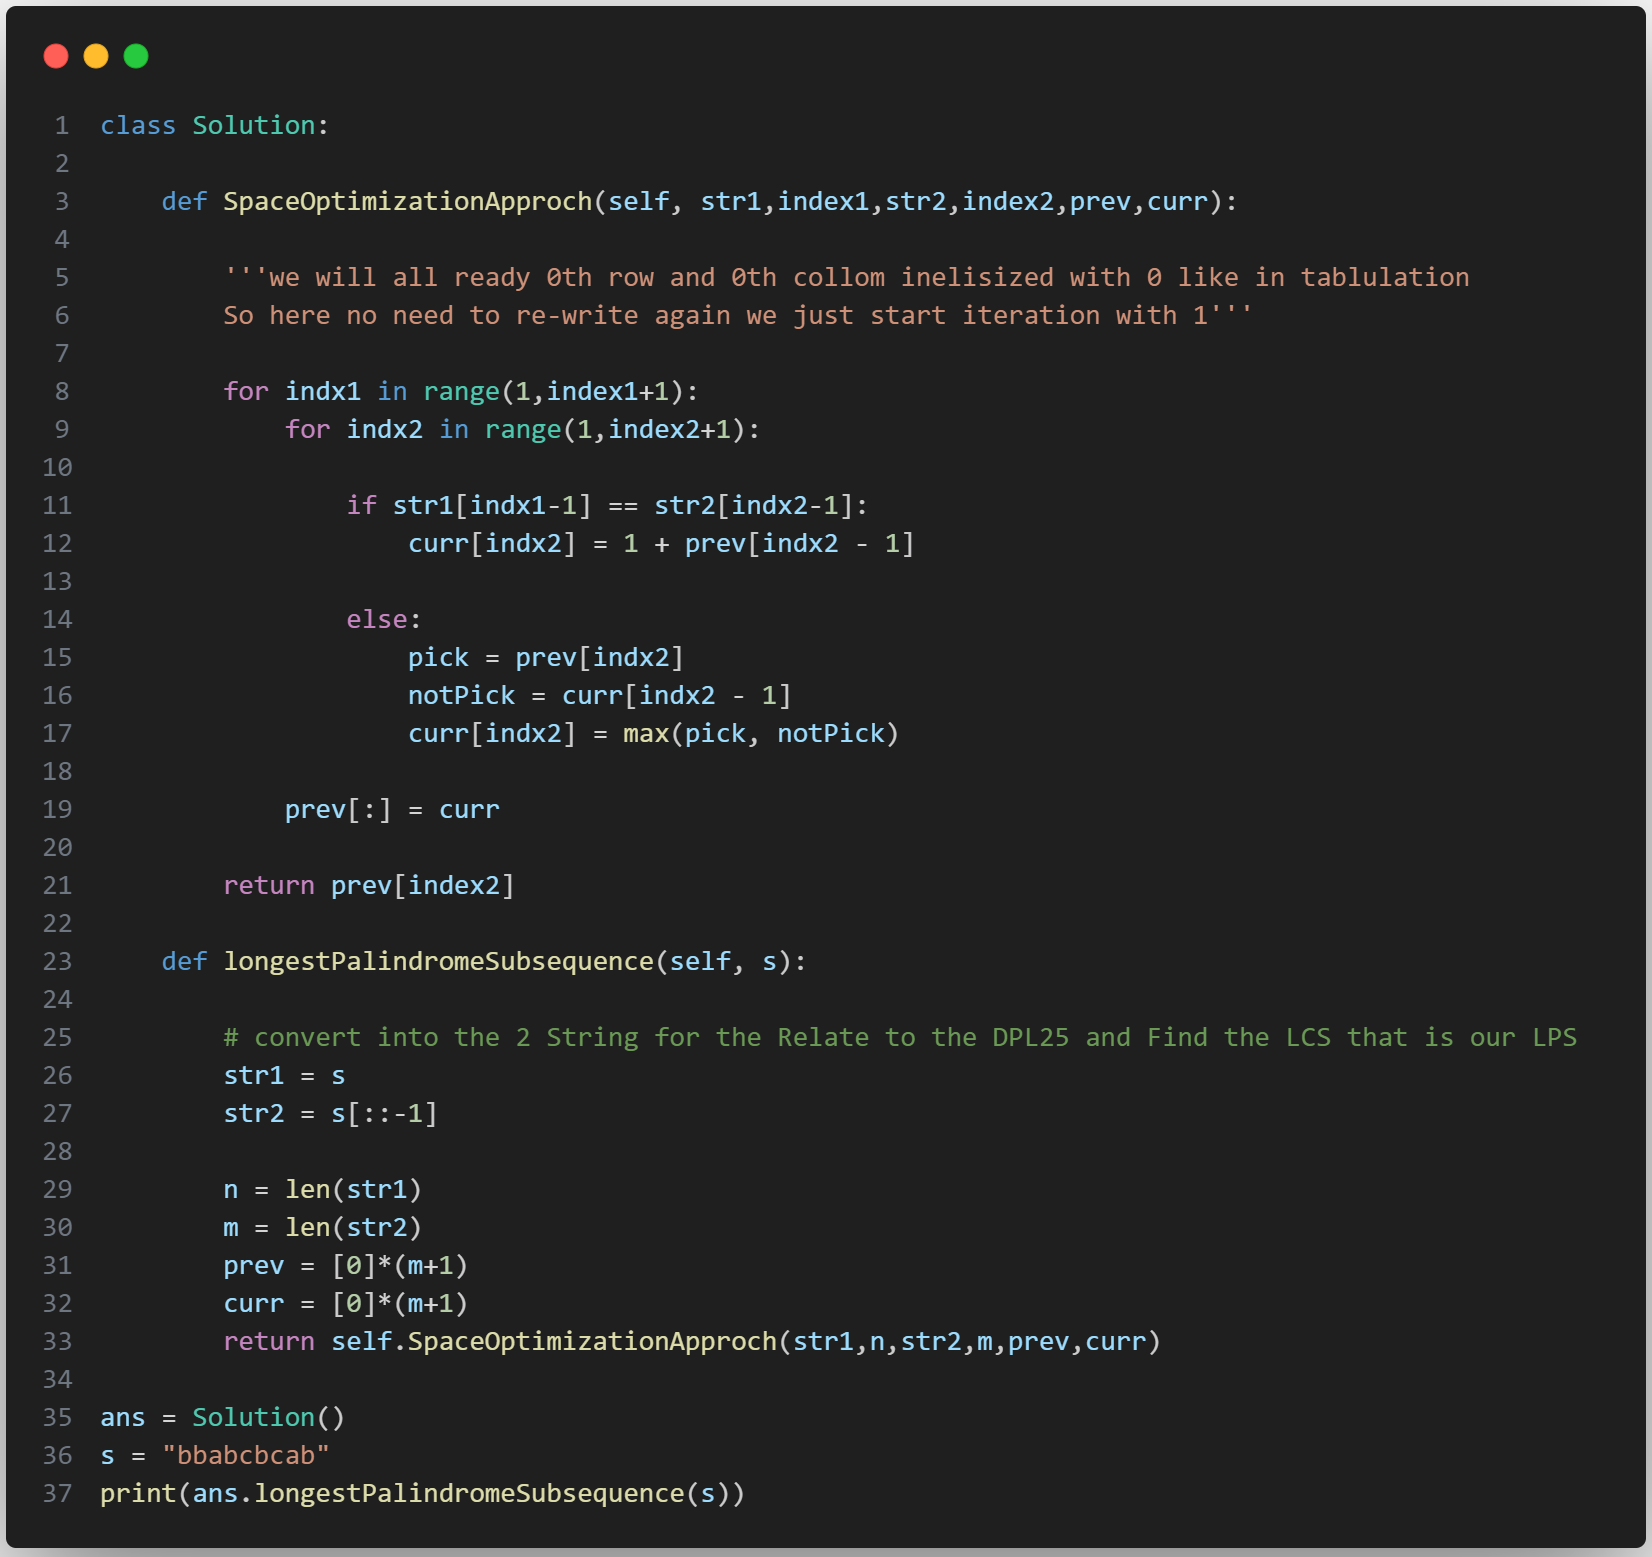 1 class Solution:
2
3     def SpaceOptimizationApproch(self, str1,index1,str2,index2,prev,curr):
4
5         '''we will all ready 0th row and 0th collom inelisized with 0 like in tablulation
6         So here no need to re-write again we just start iteration with 1'''
7
8         for indx1 in range(1,index1+1):
9             for indx2 in range(1,index2+1):
10
11                 if str1[indx1-1] == str2[indx2-1]:
12                     curr[indx2] = 1 + prev[indx2 - 1]
13
14                 else:
15                     pick = prev[indx2]
16                     notPick = curr[indx2 - 1]
17                     curr[indx2] = max(pick, notPick)
18
19             prev[:] = curr
20
21         return prev[index2]
22
23     def longestPalindromeSubsequence(self, s):
24
25         # convert into the 2 String for the Relate to the DPL25 and Find the LCS that is our LPS
26         str1 = s
27         str2 = s[::-1]
28
29         n = len(str1)
30         m = len(str2)
31         prev = [0]*(m+1)
32         curr = [0]*(m+1)
33         return self.SpaceOptimizationApproch(str1,n,str2,m,prev,curr)
34
35 ans = Solution()
36 s = "bbabcbcab"
37 print(ans.longestPalindromeSubsequence(s))